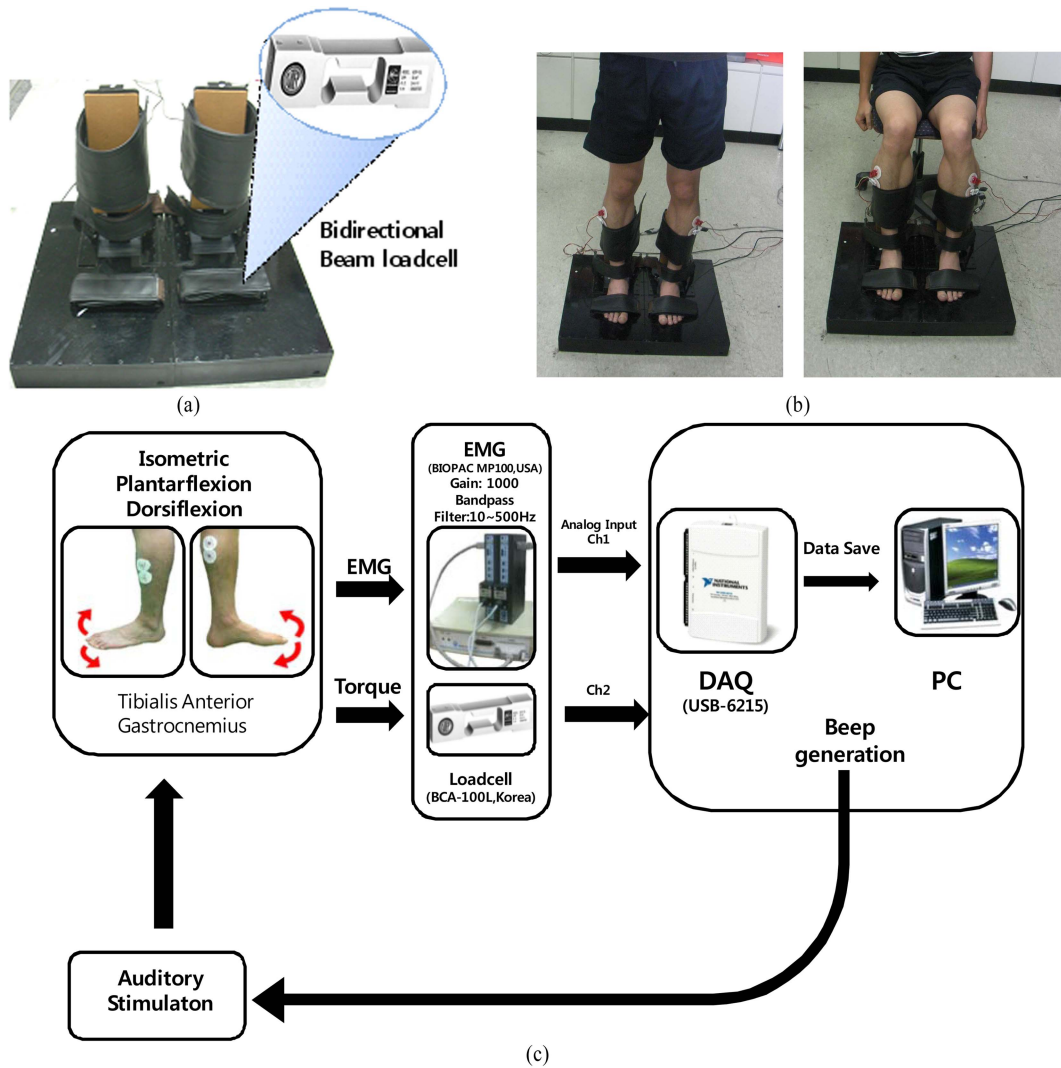 Bidirectional
Beam loadcell
(a)
(b)
Isometric
Plantarflexion
Dorsiflexion
Tibialis Anterior
Gastrocnemius
EMG
Torque
EMG
(BIOPAC MP100,USA)
Gain: 1000
Bandpass
Filter:10~500Hz
Loadcell
(BCA-100L,Korea)
Analog Input
Ch1
Ch2
NATIONAL
INSTRUMENTS
DAQ
(USB-6215)
Data Save
PC
Beep
generation
Auditory
Stimulaton
(c)